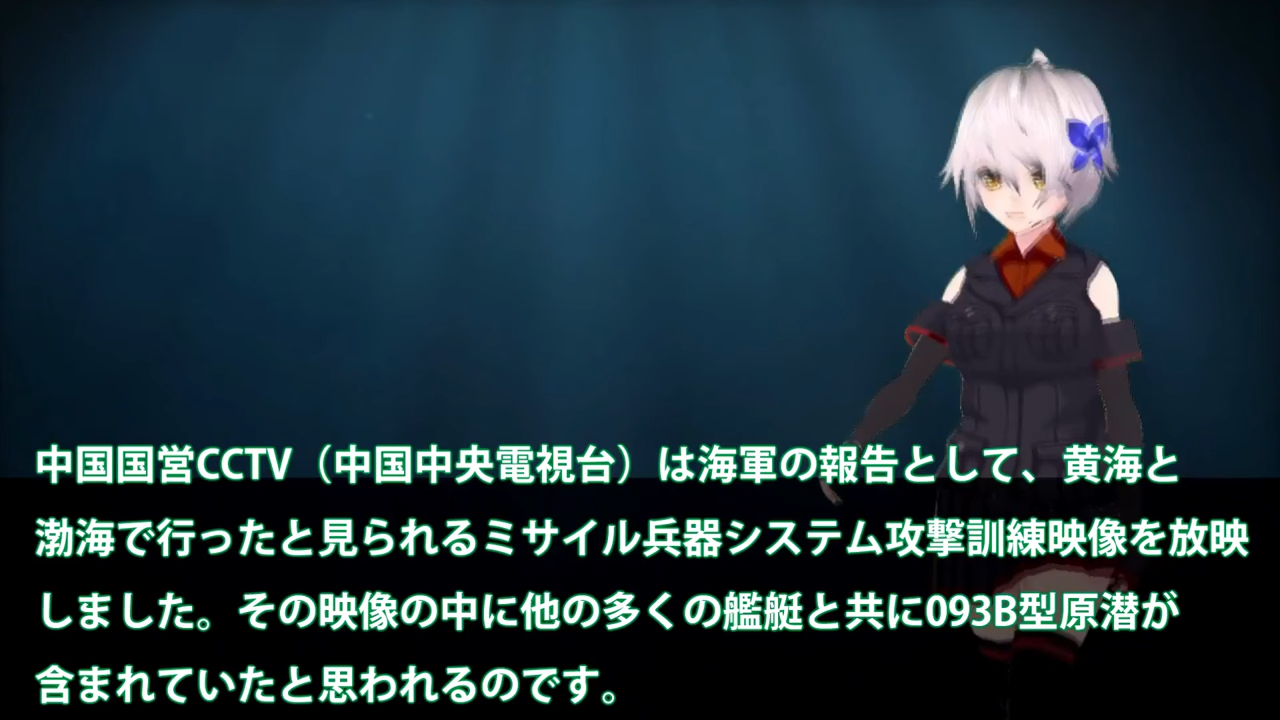 中国国営CCTV（中国中央電視台）は海軍の報告として、黄海と
渤海で行ったと見られるミサイル兵器システム攻撃訓練映像を放映
しました。その映像の中に他の多くの艦艇と共に093B型原潜が
含まれていたと思われるのです。